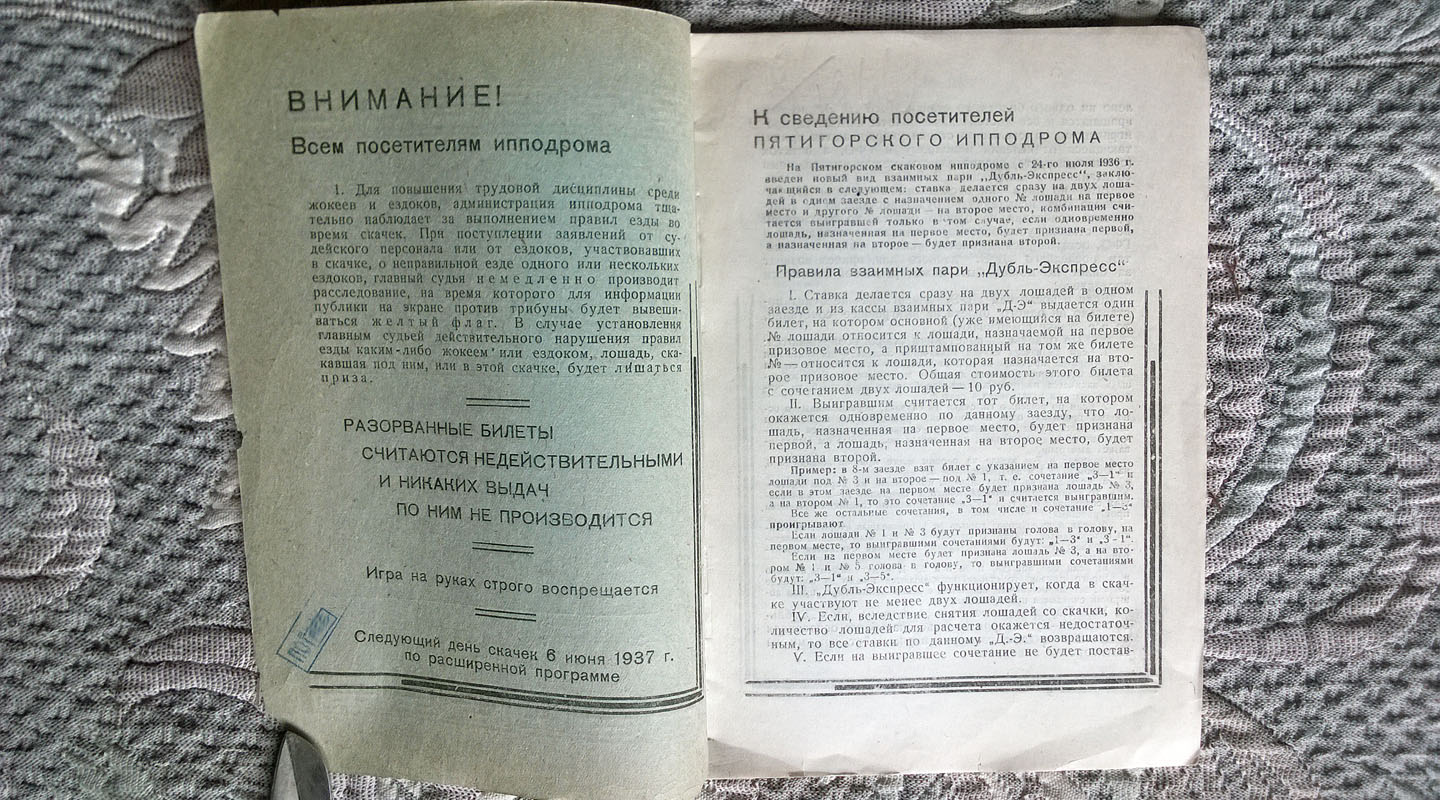 ВНИМАНИЕ!
Всем посетителям ипподрома
1. Для повышения трудовой дисциплины среди
жокеев и ездоков, администрация ипподрома тща-
тельно наблюдает за выполнением правил езды во
время скачек. При поступлении заявлений от су-
дейского персонала или от ездоков, участвовавших
в скачке, о неправильной езде одного или нескольких
ездоков, главный судья немедленно производит
расследование, на время которого для информации
публики на экране против трибуны будет вывеши-
ваться желтый флаг. В случае установления
главным судьей действительного нарушения правил
езды каким-либо жокеем или ездоком, лошадь, ска-
кавшая под ним, или в этой скачке, будет лишаться
приза.
РАЗОРВАННЫЕ БИЛЕТЫ
СЧИТАЮТСЯ НЕДЕЙСТВИТЕЛЬНЫМИ
И НИКАКИХ ВЫДАЧ
ПО НИМ НЕ ПРОИЗВОДИТСЯ
Игра на руках строго воспрещается
Следующий день скачек 6 июня 1937 г.
по расширенной программе
К сведению посетителей
ПЯТИГОРСКОГО ИППОДРОМА
На Пятигорском скаковом ипподроме с 24-го июля 1936 г.
введен новый вид взаимных пари „Дубль-Экспресс“, заклю-
чающийся в следующем: ставка делается сразу на двух лоша-
дей в одном заезде с назначением одного № лошади на первое
место и другого № лошади — на второе место, комбинация счи-
тается выигравшей только в том случае, если одновременно
лошадь, назначенная на первое место, будет признана первой,
а назначенная на второе — будет признана второй.
Правила взаимных пари „Дубль-Экспресс“
I. Ставка делается сразу на двух лошадей в одном
заезде и из кассы взаимных пари „Д-Э“ выдается один
билет, на котором основной (уже имеющийся на билете)
№ лошади относится к лошади, назначаемой на первое
призовое место, а приштампованный на том же билете
№ — относится к лошади, которая назначается на вто-
рое призовое место. Общая стоимость этого билета
с сочетанием двух лошадей — 10 руб.
II. Выигравшим считается тот билет, на котором
окажется одновременно по данному заезду, что ло-
шадь, назначенная на первое место, будет признана
первой, а лошадь, назначенная на второе место, будет
признана второй.
Пример: в 8-м заезде взят билет с указанием на первое место
лошади под № 3 и на второе — под № 1, т. е. сочетание „3—1“ и
если в этом заезде на первом месте будет признана лошадь № 3,
а на втором № 1, то это сочетание „3—1“ и считается выигравшим.
Все же остальные сочетания, в том числе и сочетание „1—3“
проигрывают.
Если лошади № 1 и № 3 будут признаны голова в голову, на
первом месте, то выигравшими сочетаниями будут: „1—3“ и „3-1“.
Если на первом месте будет признана лошадь № 3, а на вто-
ром № 1 и № 5 голова в голову, то выигравшими сочетаниями
будут: „3—1“ и „3—5“.
III. „Дубль-Экспресс“ функционирует, когда в скач-
ке участвуют не менее двух лошадей.
IV. Если, вследствие снятия лошадей со скачки, ко-
личество лошадей для расчета окажется недостаточ-
ным, то все ставки по данному „Д.-Э.“ возвращаются.
V. Если на выигравшее сочетание не будет постав-